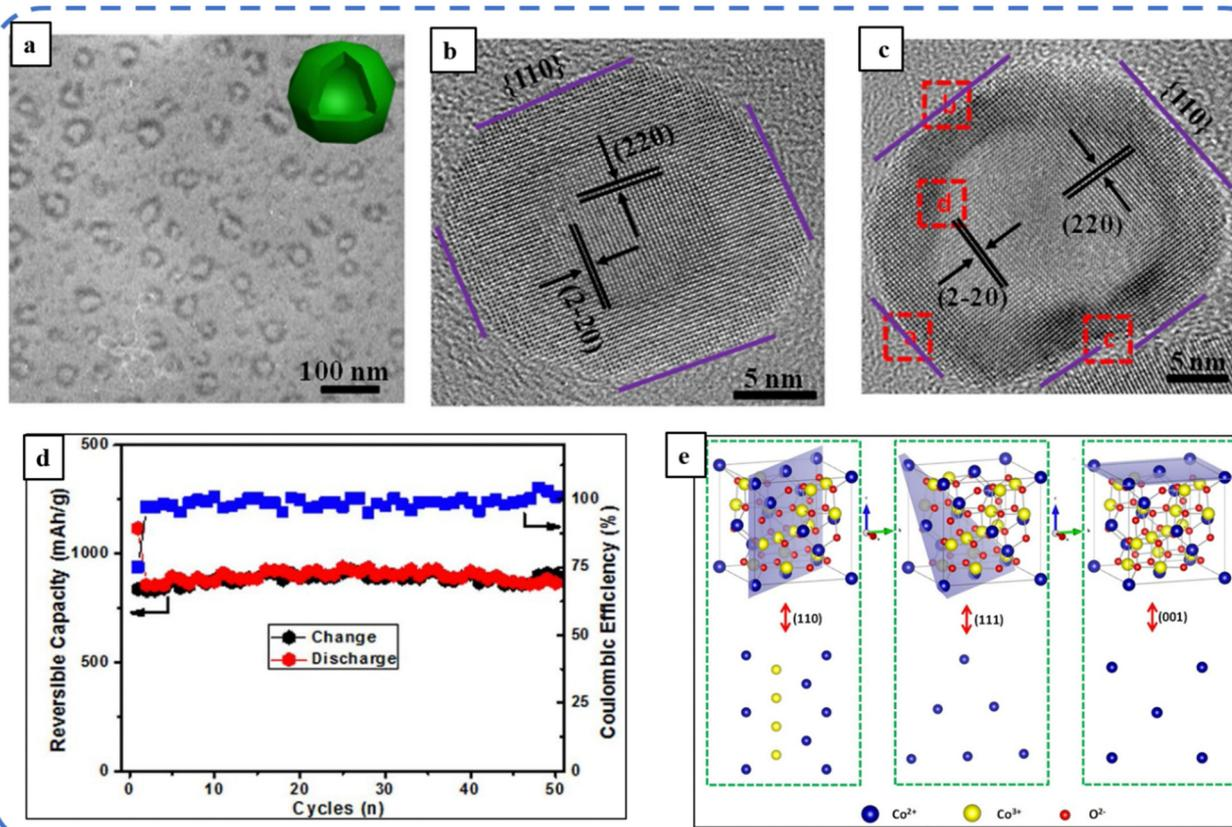 a
100 nm
b
{110}
(220)
(2-20)
5 nm
c
b
{110}
d
(220)
(2-20)
a
c
5 nm
d
500
1000
500
0
Reversible Capacity (mAh/g)
100
75
50
25
0
Coulombic Efficiency (%)
Change
Discharge
0 10 20 30 40 50
Cycles (n)
e
(110)
(111)
(001)
Co2+
Co3+
O2-